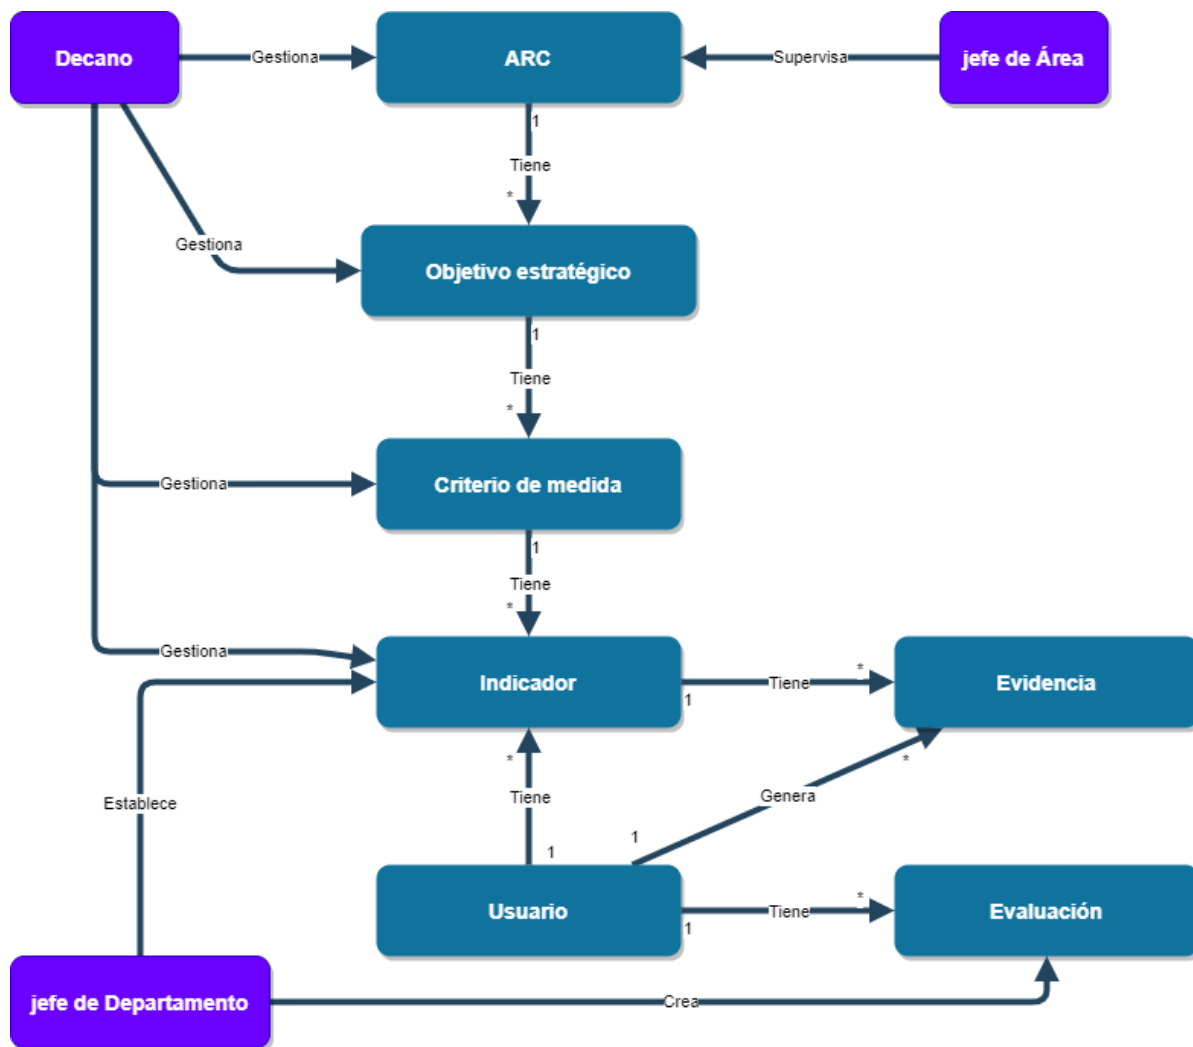 Decano
Gestiona
ARC
Supervisa
jefe de Área
1
Tiene
*
Gestiona
Objetivo estratégico
1
Tiene
*
Gestiona
Criterio de medida
1
Tiene
*
Gestiona
Indicador
1
Tiene
*
Evidencia
*
Tiene
1
Establece
1
Genera
*
Usuario
1
Tiene
*
Evaluación
jefe de Departamento
Crea